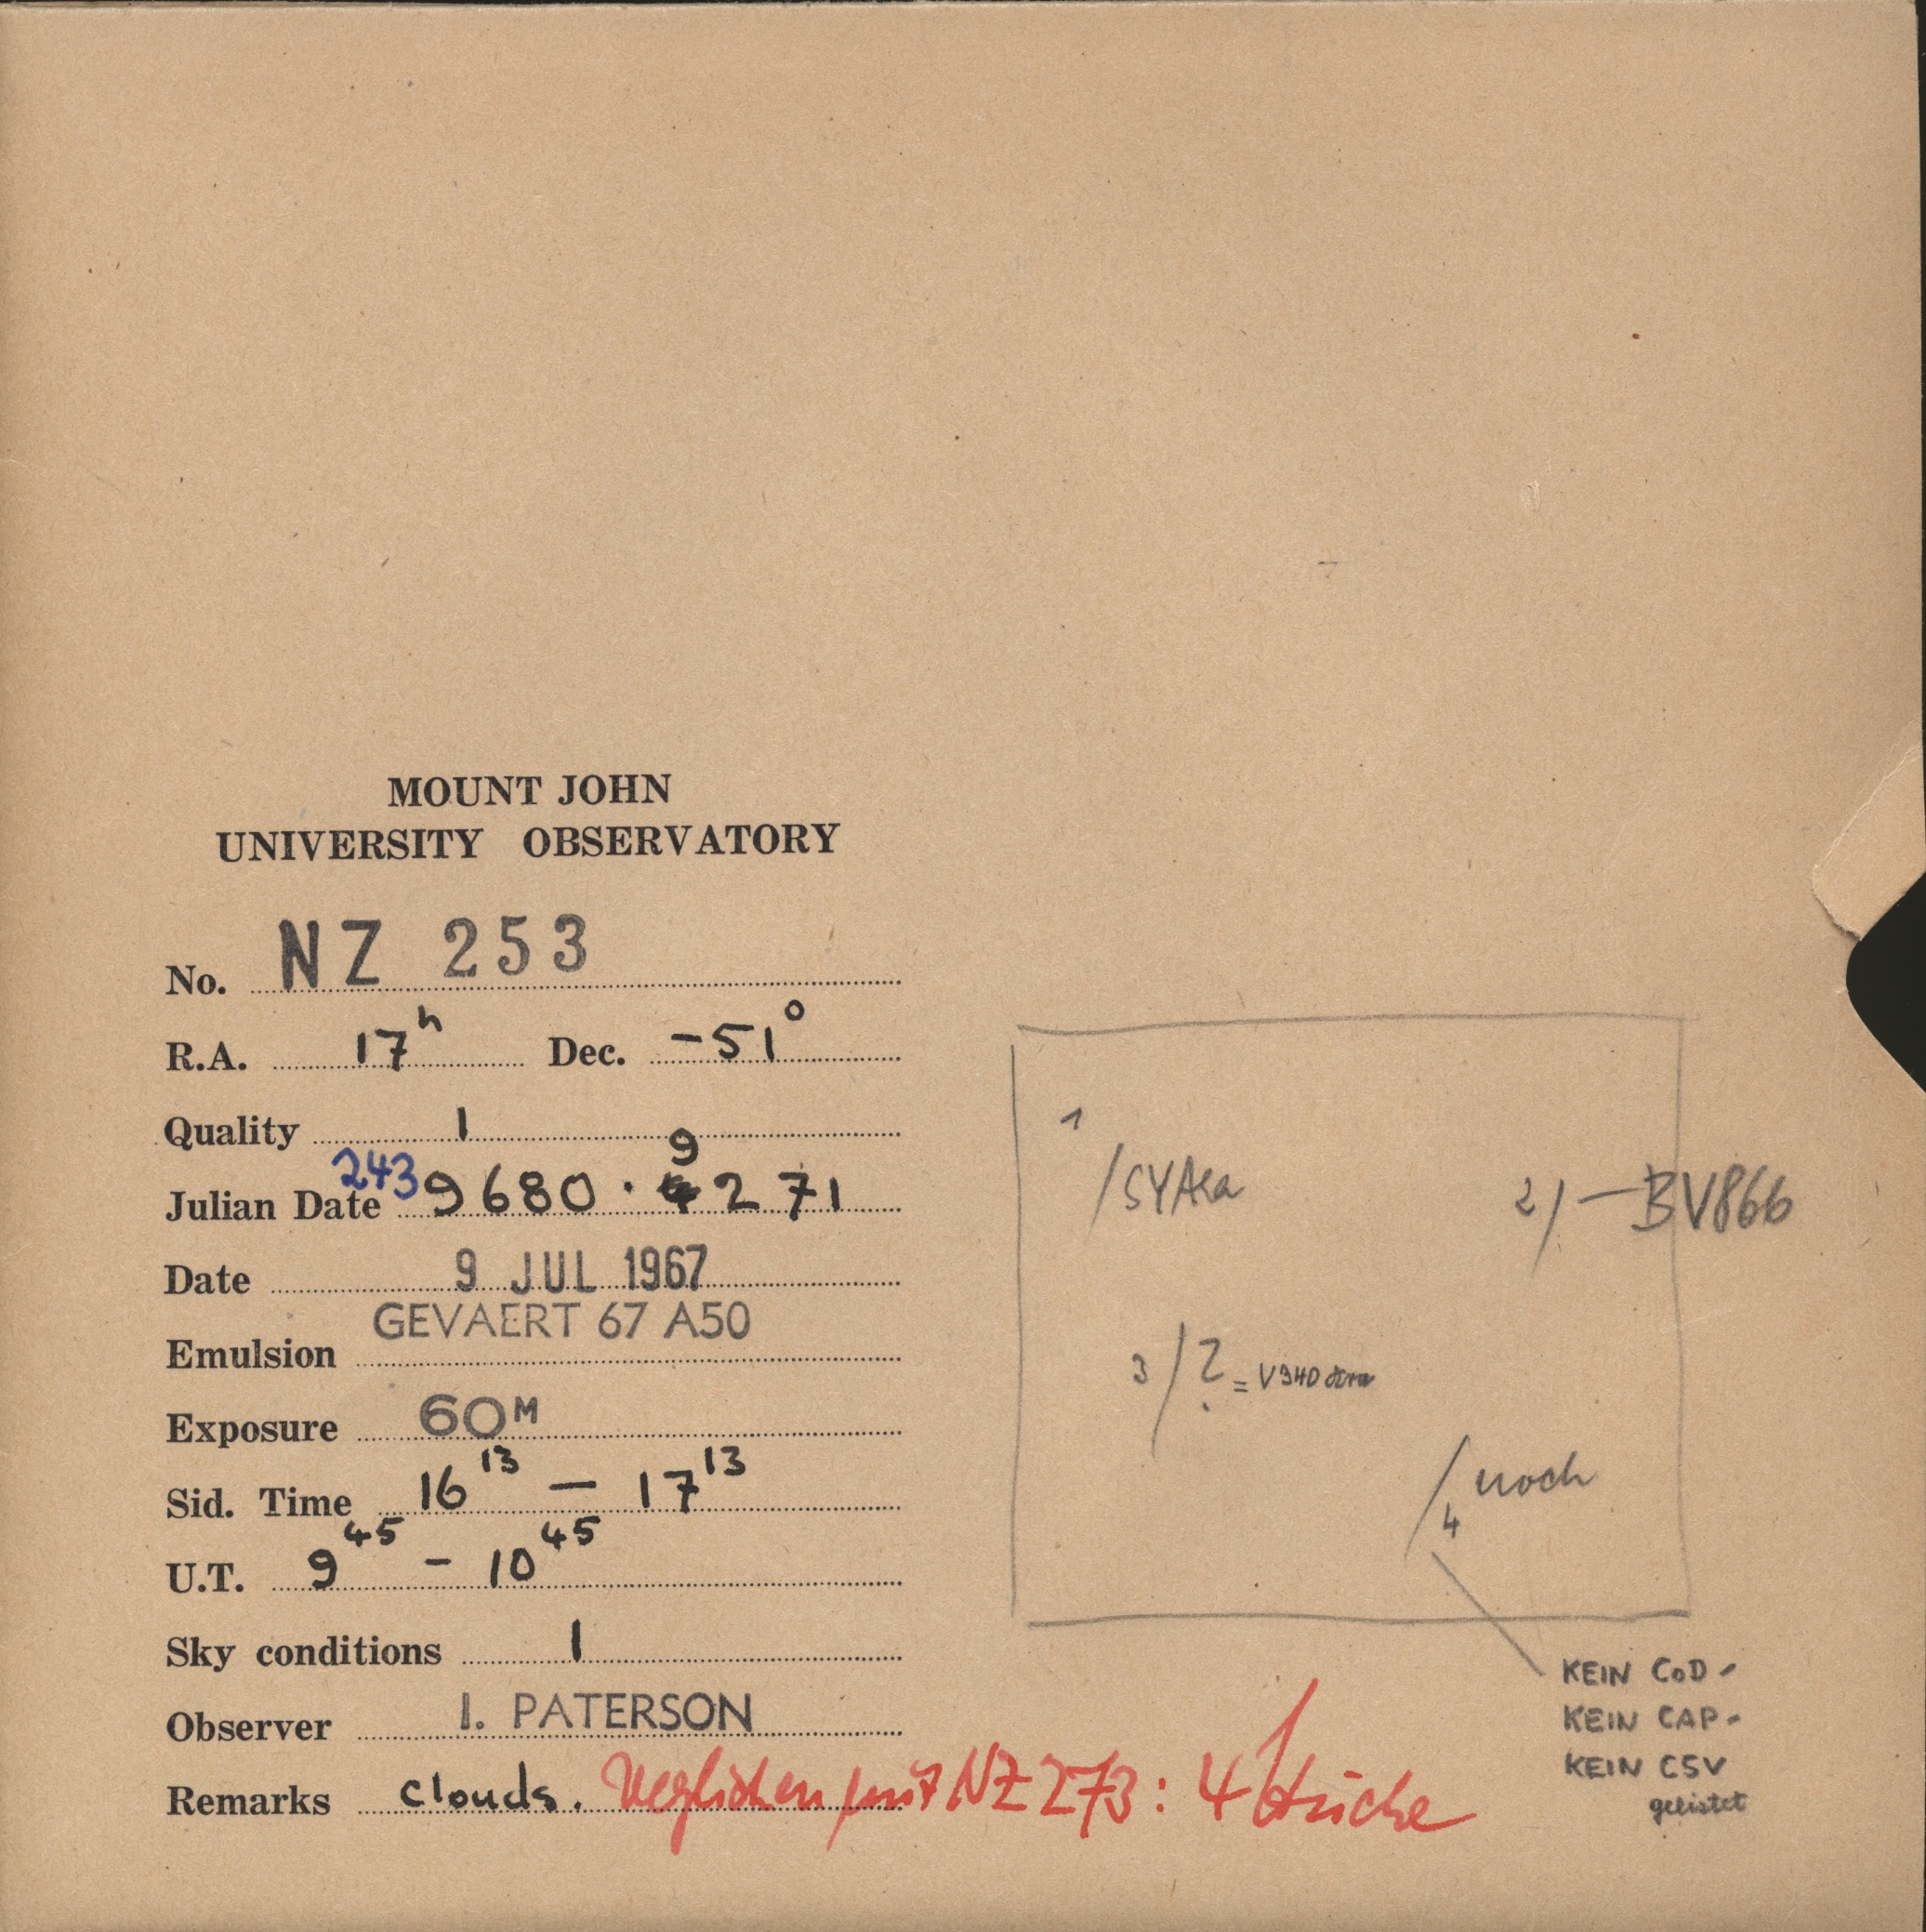 MOUNT JOHN
UNIVERSITY OBSERVATORY
No. NZ 253
R.A. 17h Dec. -51°
Quality 1
Julian Date 2439680.9271
Date 9 JUL 1967
Emulsion GEVAERT 67 A50
Exposure 60M
Sid. Time 16 13 — 17 13
U.T. 9 45 - 10 45
Sky conditions 1
Observer I. PATERSON
Remarks clouds. Verglichen mit NZ 273: 4 Striche
1
/SYAra
2/ — BV866
3 / ? = V340 Ara
/ noch
4
KEIN CoD-
KEIN CAP-
KEIN CSV
gelistet